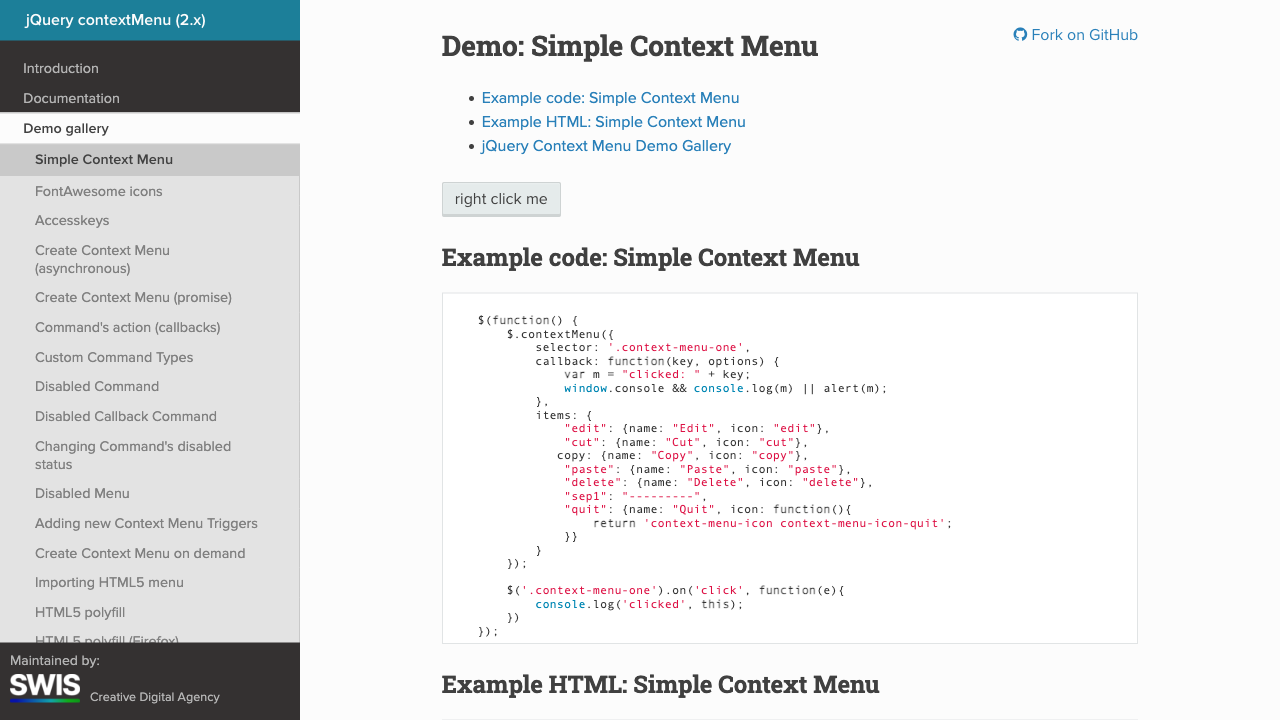 jQuery contextMenu (2.x)
Introduction
Documentation
Demo gallery
Simple Context Menu
FontAwesome icons
Accesskeys
Create Context Menu
(asynchronous)
Create Context Menu (promise)
Command's action (callbacks)
Custom Command Types
Disabled Command
Disabled Callback Command
Changing Command's disabled
status
Disabled Menu
Adding new Context Menu Triggers
Create Context Menu on demand
Importing HTML5 menu
HTML5 polyfill
HTML5 polyfill (Firefox)
Maintained by:
SWIS
Creative Digital Agency
Demo: Simple Context Menu
Fork on GitHub
• Example code: Simple Context Menu
• Example HTML: Simple Context Menu
• jQuery Context Menu Demo Gallery
right click me
Example code: Simple Context Menu
$(function() {
    $.contextMenu({
        selector: '.context-menu-one',
        callback: function(key, options) {
            var m = "clicked: " + key;
            window.console && console.log(m) || alert(m);
        },
        items: {
            "edit": {name: "Edit", icon: "edit"},
            "cut": {name: "Cut", icon: "cut"},
           copy: {name: "Copy", icon: "copy"},
            "paste": {name: "Paste", icon: "paste"},
            "delete": {name: "Delete", icon: "delete"},
            "sep1": "---------",
            "quit": {name: "Quit", icon: function(){
                return 'context-menu-icon context-menu-icon-quit';
            }}
        }
    });
    $('.context-menu-one').on('click', function(e){
        console.log('clicked', this);
    })
});
Example HTML: Simple Context Menu